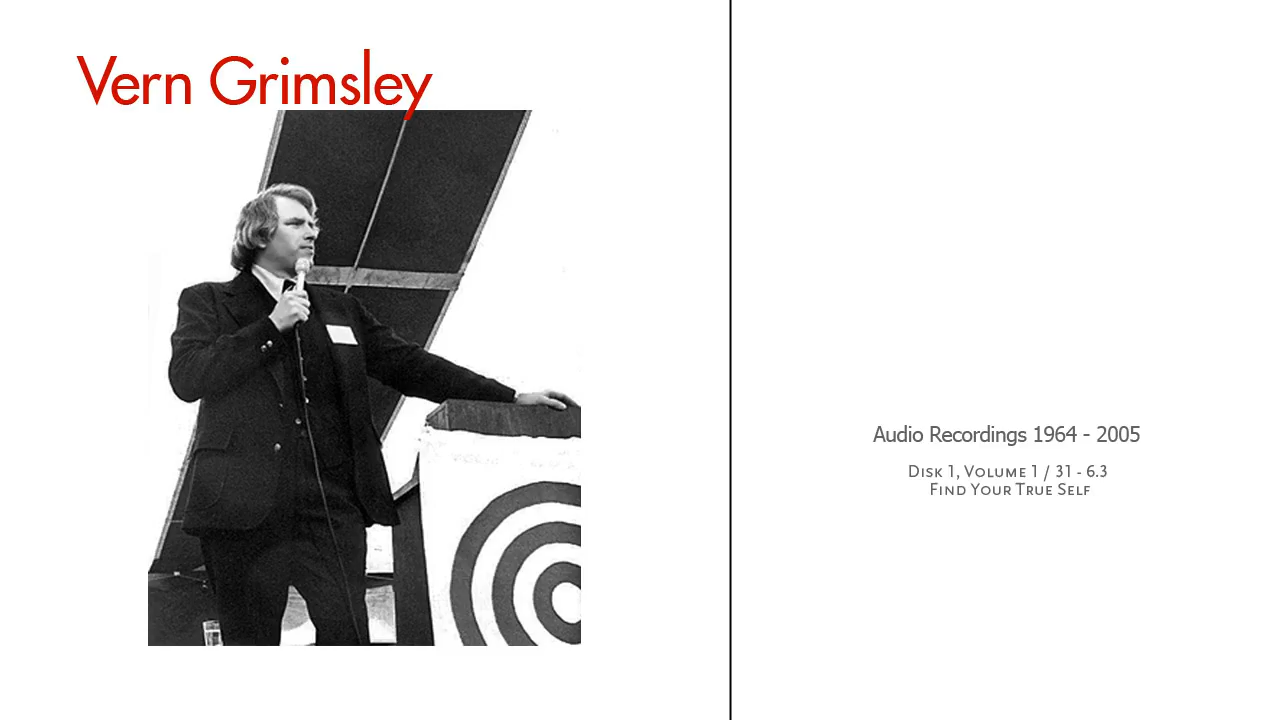 Vern Grimsley
Audio Recordings 1964 - 2005
Disk 1, Volume 1 / 31 - 6.3
Find Your True Self